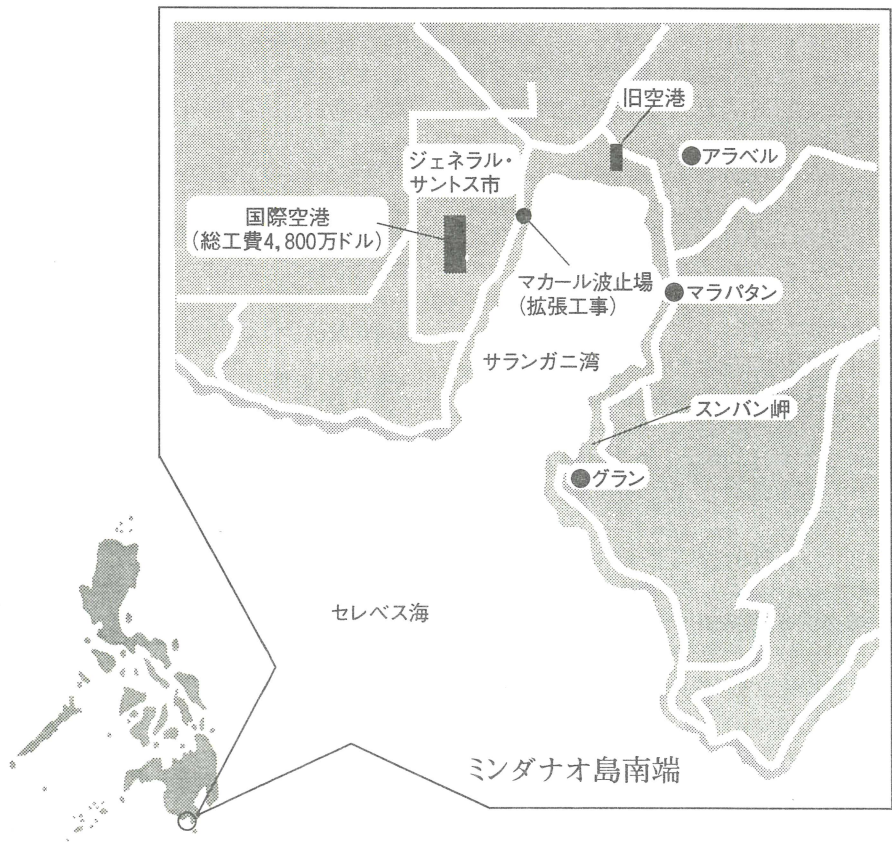 旧空港
アラベル
ジェネラル・
サントス市
国際空港
(総工費4,800万ドル)
マカール波止場
(拡張工事)
マラパタン
サランガニ湾
スンバン岬
グラン
セレベス海
ミンダナオ島南端